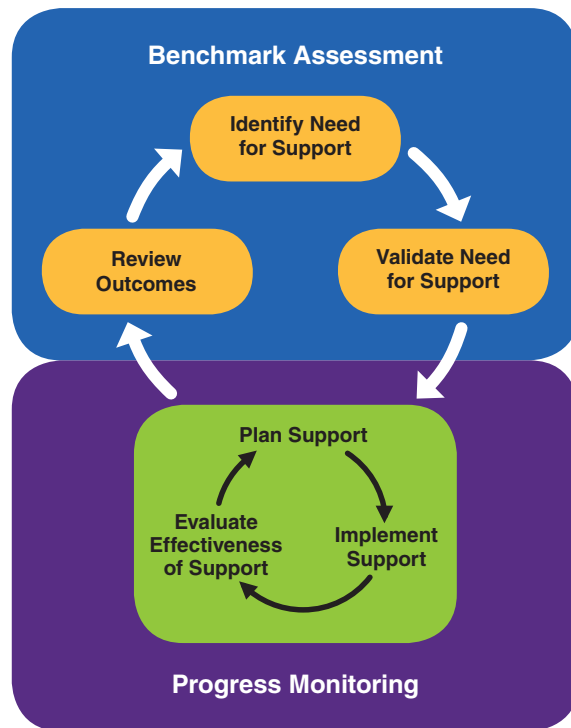 Benchmark Assessment
Identify Need
for Support
Review
Outcomes
Validate Need
for Support
Plan Support
Evaluate
Effectiveness
of Support
Implement
Support
Progress Monitoring